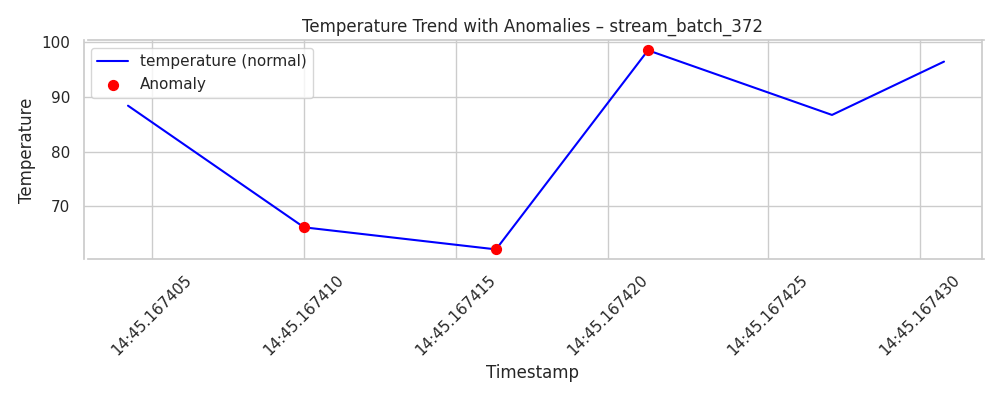 Temperature Trend with Anomalies – stream_batch_372
temperature (normal)
Anomaly
Temperature
100
90
80
70
14:45.167405
14:45.167410
14:45.167415
14:45.167420
14:45.167425
14:45.167430
Timestamp